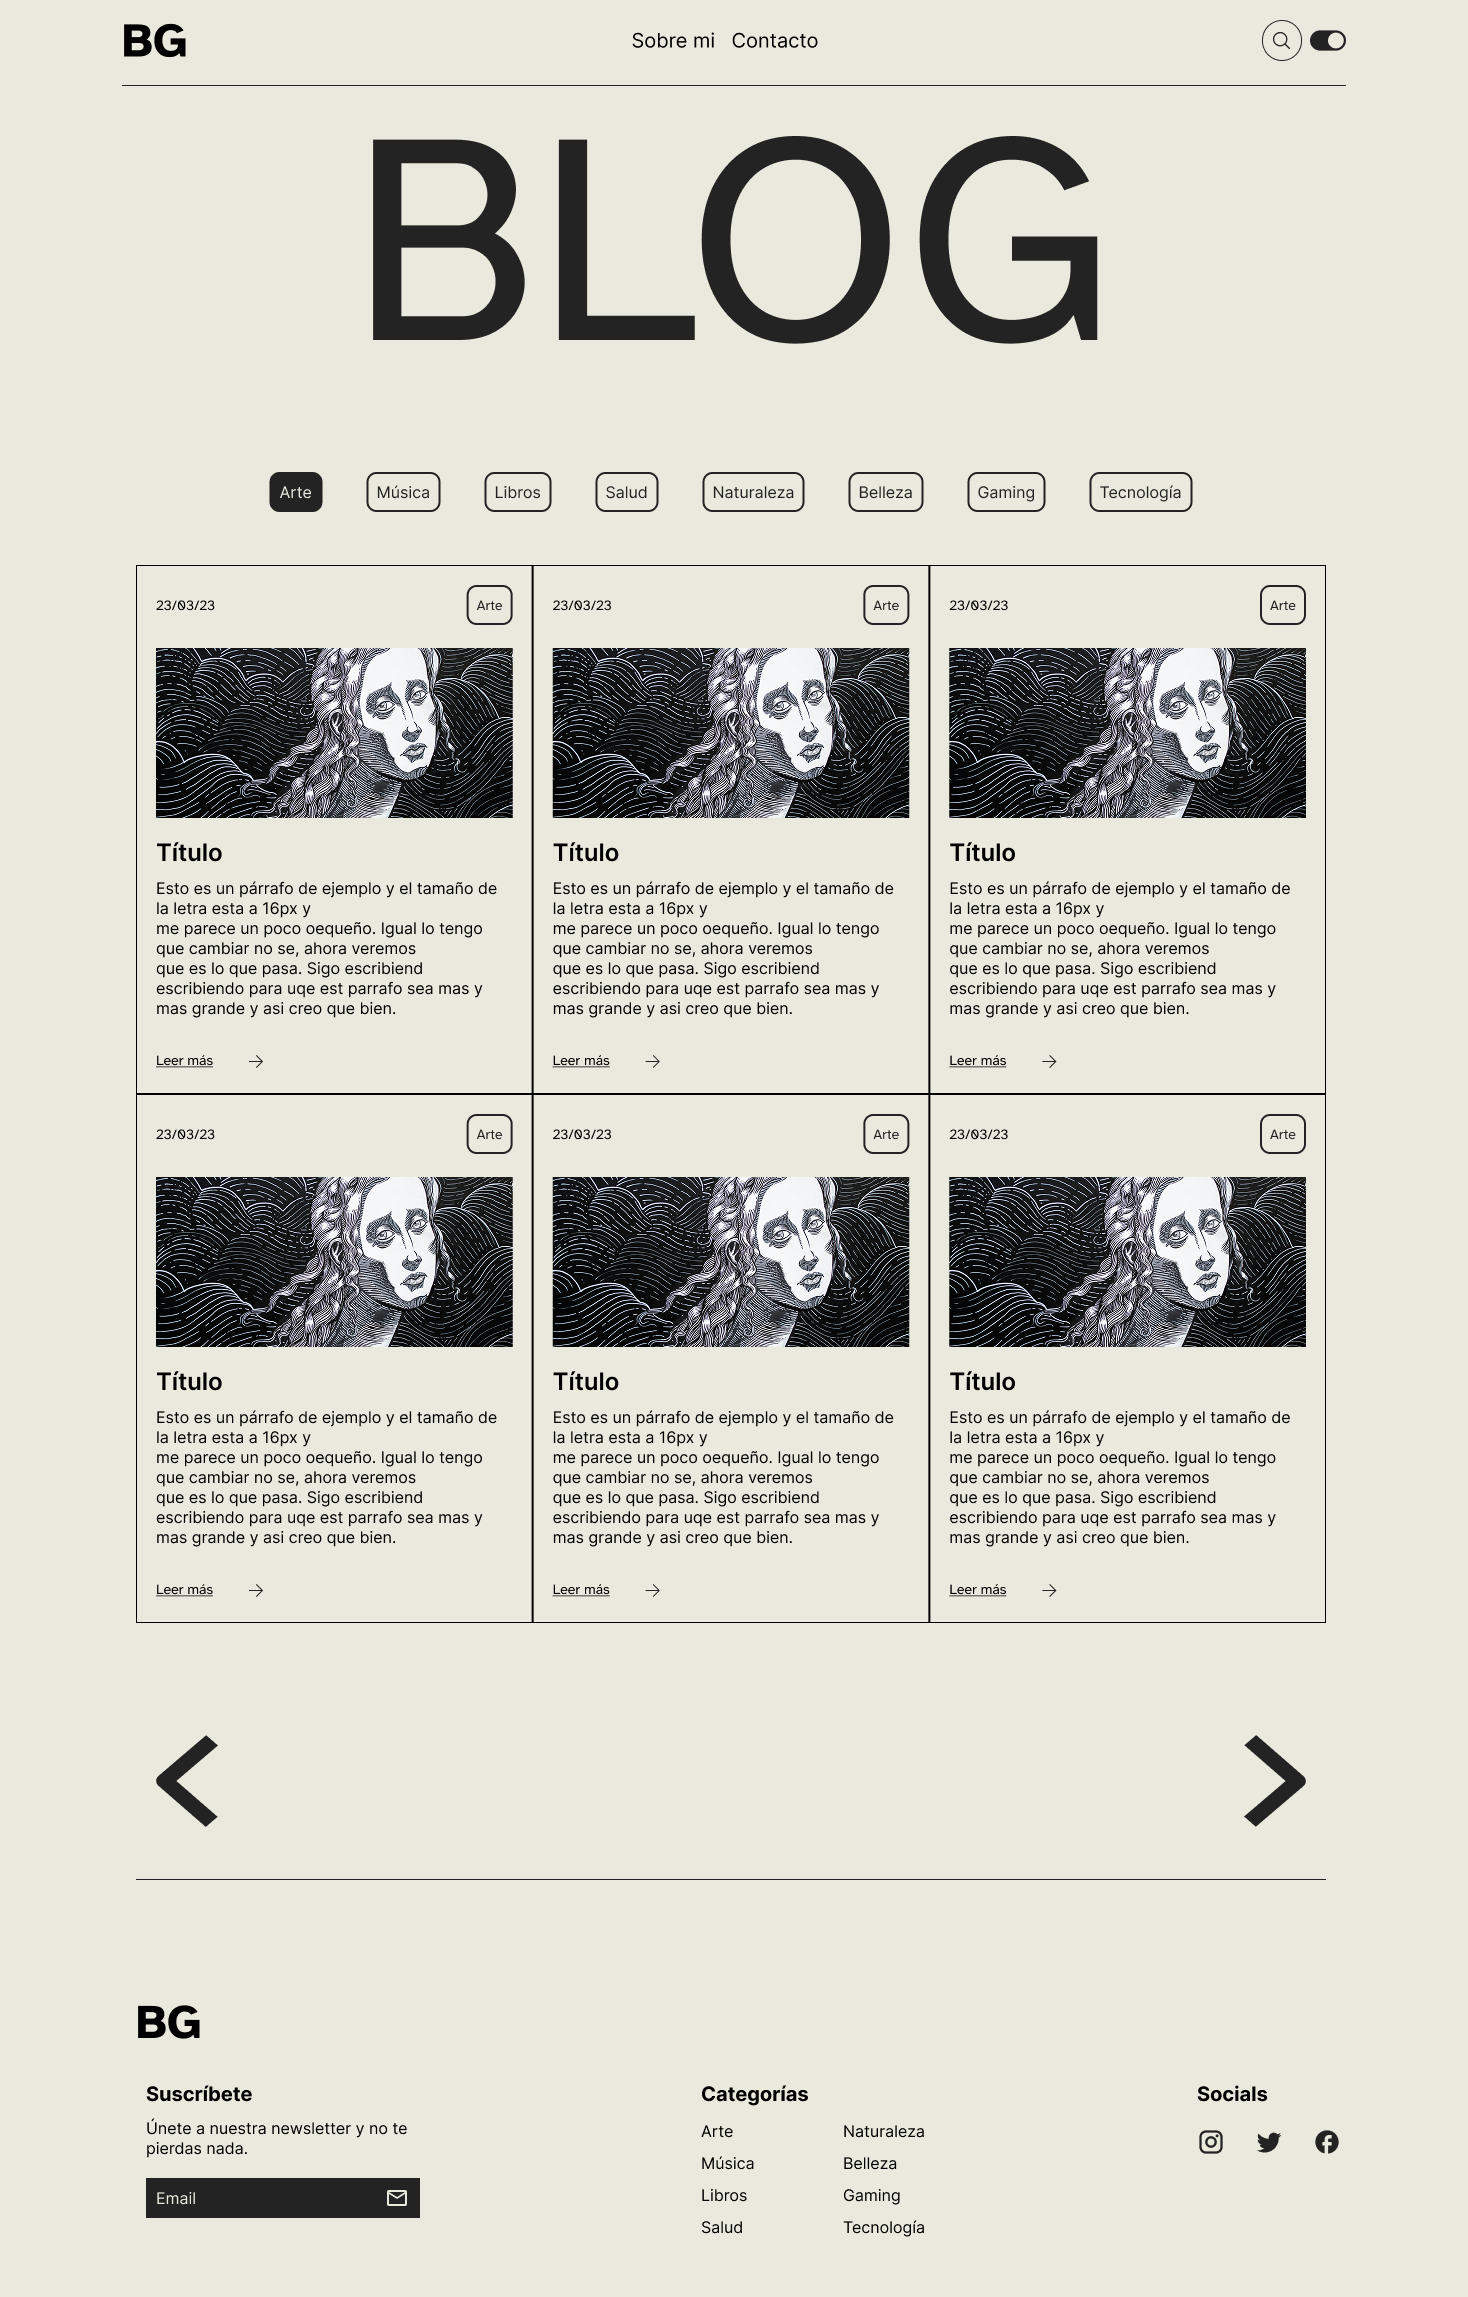 BG
Sobre mi Contacto
BLOG
Arte Música Libros Salud Naturaleza Belleza Gaming Tecnología
23/03/23 Arte
Título
Esto es un párrafo de ejemplo y el tamaño de
la letra esta a 16px y
me parece un poco oequeño. Igual lo tengo
que cambiar no se, ahora veremos
que es lo que pasa. Sigo escribiend
escribiendo para uqe est parrafo sea mas y
mas grande y asi creo que bien.
Leer más
23/03/23 Arte
Título
Esto es un párrafo de ejemplo y el tamaño de
la letra esta a 16px y
me parece un poco oequeño. Igual lo tengo
que cambiar no se, ahora veremos
que es lo que pasa. Sigo escribiend
escribiendo para uqe est parrafo sea mas y
mas grande y asi creo que bien.
Leer más
23/03/23 Arte
Título
Esto es un párrafo de ejemplo y el tamaño de
la letra esta a 16px y
me parece un poco oequeño. Igual lo tengo
que cambiar no se, ahora veremos
que es lo que pasa. Sigo escribiend
escribiendo para uqe est parrafo sea mas y
mas grande y asi creo que bien.
Leer más
23/03/23 Arte
Título
Esto es un párrafo de ejemplo y el tamaño de
la letra esta a 16px y
me parece un poco oequeño. Igual lo tengo
que cambiar no se, ahora veremos
que es lo que pasa. Sigo escribiend
escribiendo para uqe est parrafo sea mas y
mas grande y asi creo que bien.
Leer más
23/03/23 Arte
Título
Esto es un párrafo de ejemplo y el tamaño de
la letra esta a 16px y
me parece un poco oequeño. Igual lo tengo
que cambiar no se, ahora veremos
que es lo que pasa. Sigo escribiend
escribiendo para uqe est parrafo sea mas y
mas grande y asi creo que bien.
Leer más
23/03/23 Arte
Título
Esto es un párrafo de ejemplo y el tamaño de
la letra esta a 16px y
me parece un poco oequeño. Igual lo tengo
que cambiar no se, ahora veremos
que es lo que pasa. Sigo escribiend
escribiendo para uqe est parrafo sea mas y
mas grande y asi creo que bien.
Leer más
BG
Suscríbete
Únete a nuestra newsletter y no te
pierdas nada.
Email
Categorías
Arte
Música
Libros
Salud
Naturaleza
Belleza
Gaming
Tecnología
Socials